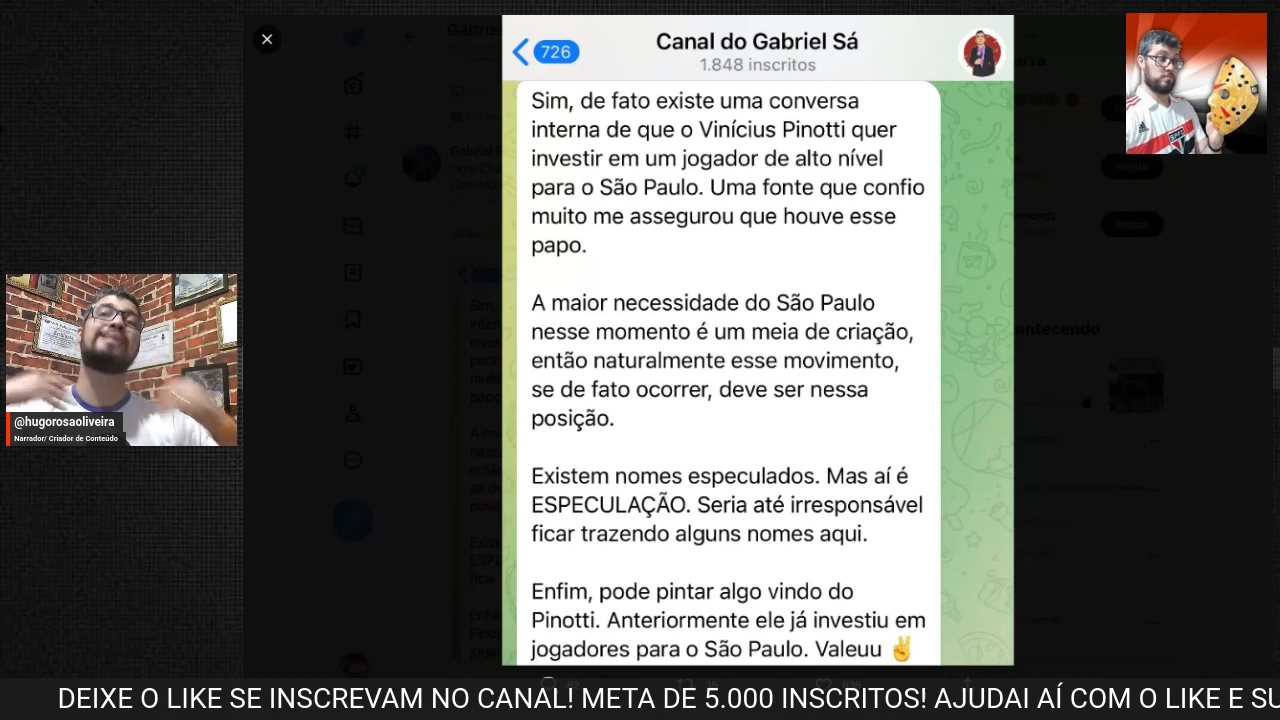 Canal do Gabriel Sá
726
1.848 inscritos
Sim, de fato existe uma conversa
interna de que o Vinícius Pinotti quer
investir em um jogador de alto nível
para o São Paulo. Uma fonte que confio
muito me assegurou que houve esse
papo.
A maior necessidade do São Paulo
nesse momento é um meia de criação,
então naturalmente esse movimento,
se de fato ocorrer, deve ser nessa
posição.
Existem nomes especulados. Mas aí é
ESPECULAÇÃO. Seria até irresponsável
ficar trazendo alguns nomes aqui.
Enfim, pode pintar algo vindo do
Pinotti. Anteriormente ele já investiu em
jogadores para o São Paulo. Valeuu ✌️
@hugorosaoliveira
Narrador/ Criador de Conteúdo
DEIXE O LIKE SE INSCREVAM NO CANAL! META DE 5.000 INSCRITOS! AJUDAI AÍ COM O LIKE E SU